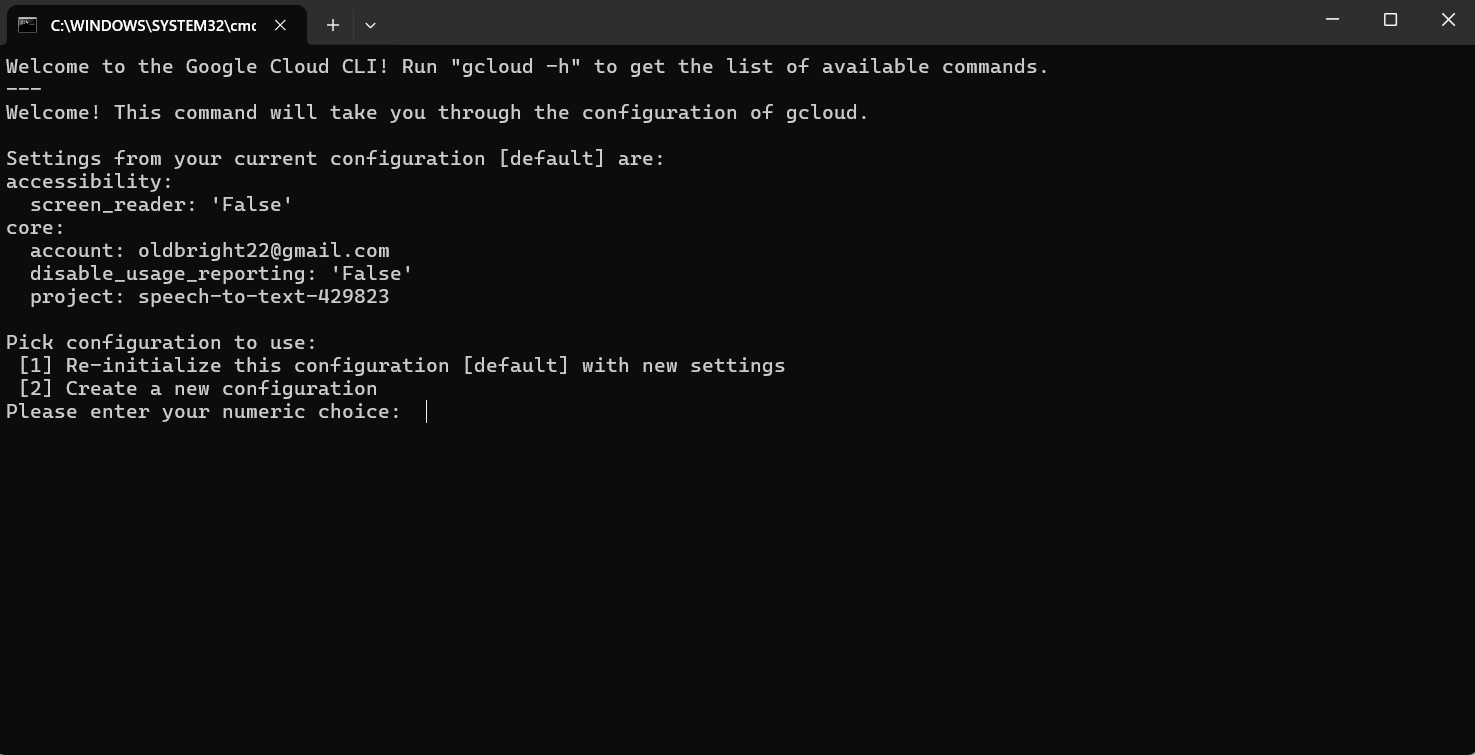 C:\WINDOWS\SYSTEM32\cmc
Welcome to the Google Cloud CLI! Run "gcloud -h" to get the list of available commands.
---
Welcome! This command will take you through the configuration of gcloud.
Settings from your current configuration [default] are:
accessibility:
  screen_reader: 'False'
core:
  account: oldbright22@gmail.com
  disable_usage_reporting: 'False'
  project: speech-to-text-429823
Pick configuration to use:
 [1] Re-initialize this configuration [default] with new settings
 [2] Create a new configuration
Please enter your numeric choice: